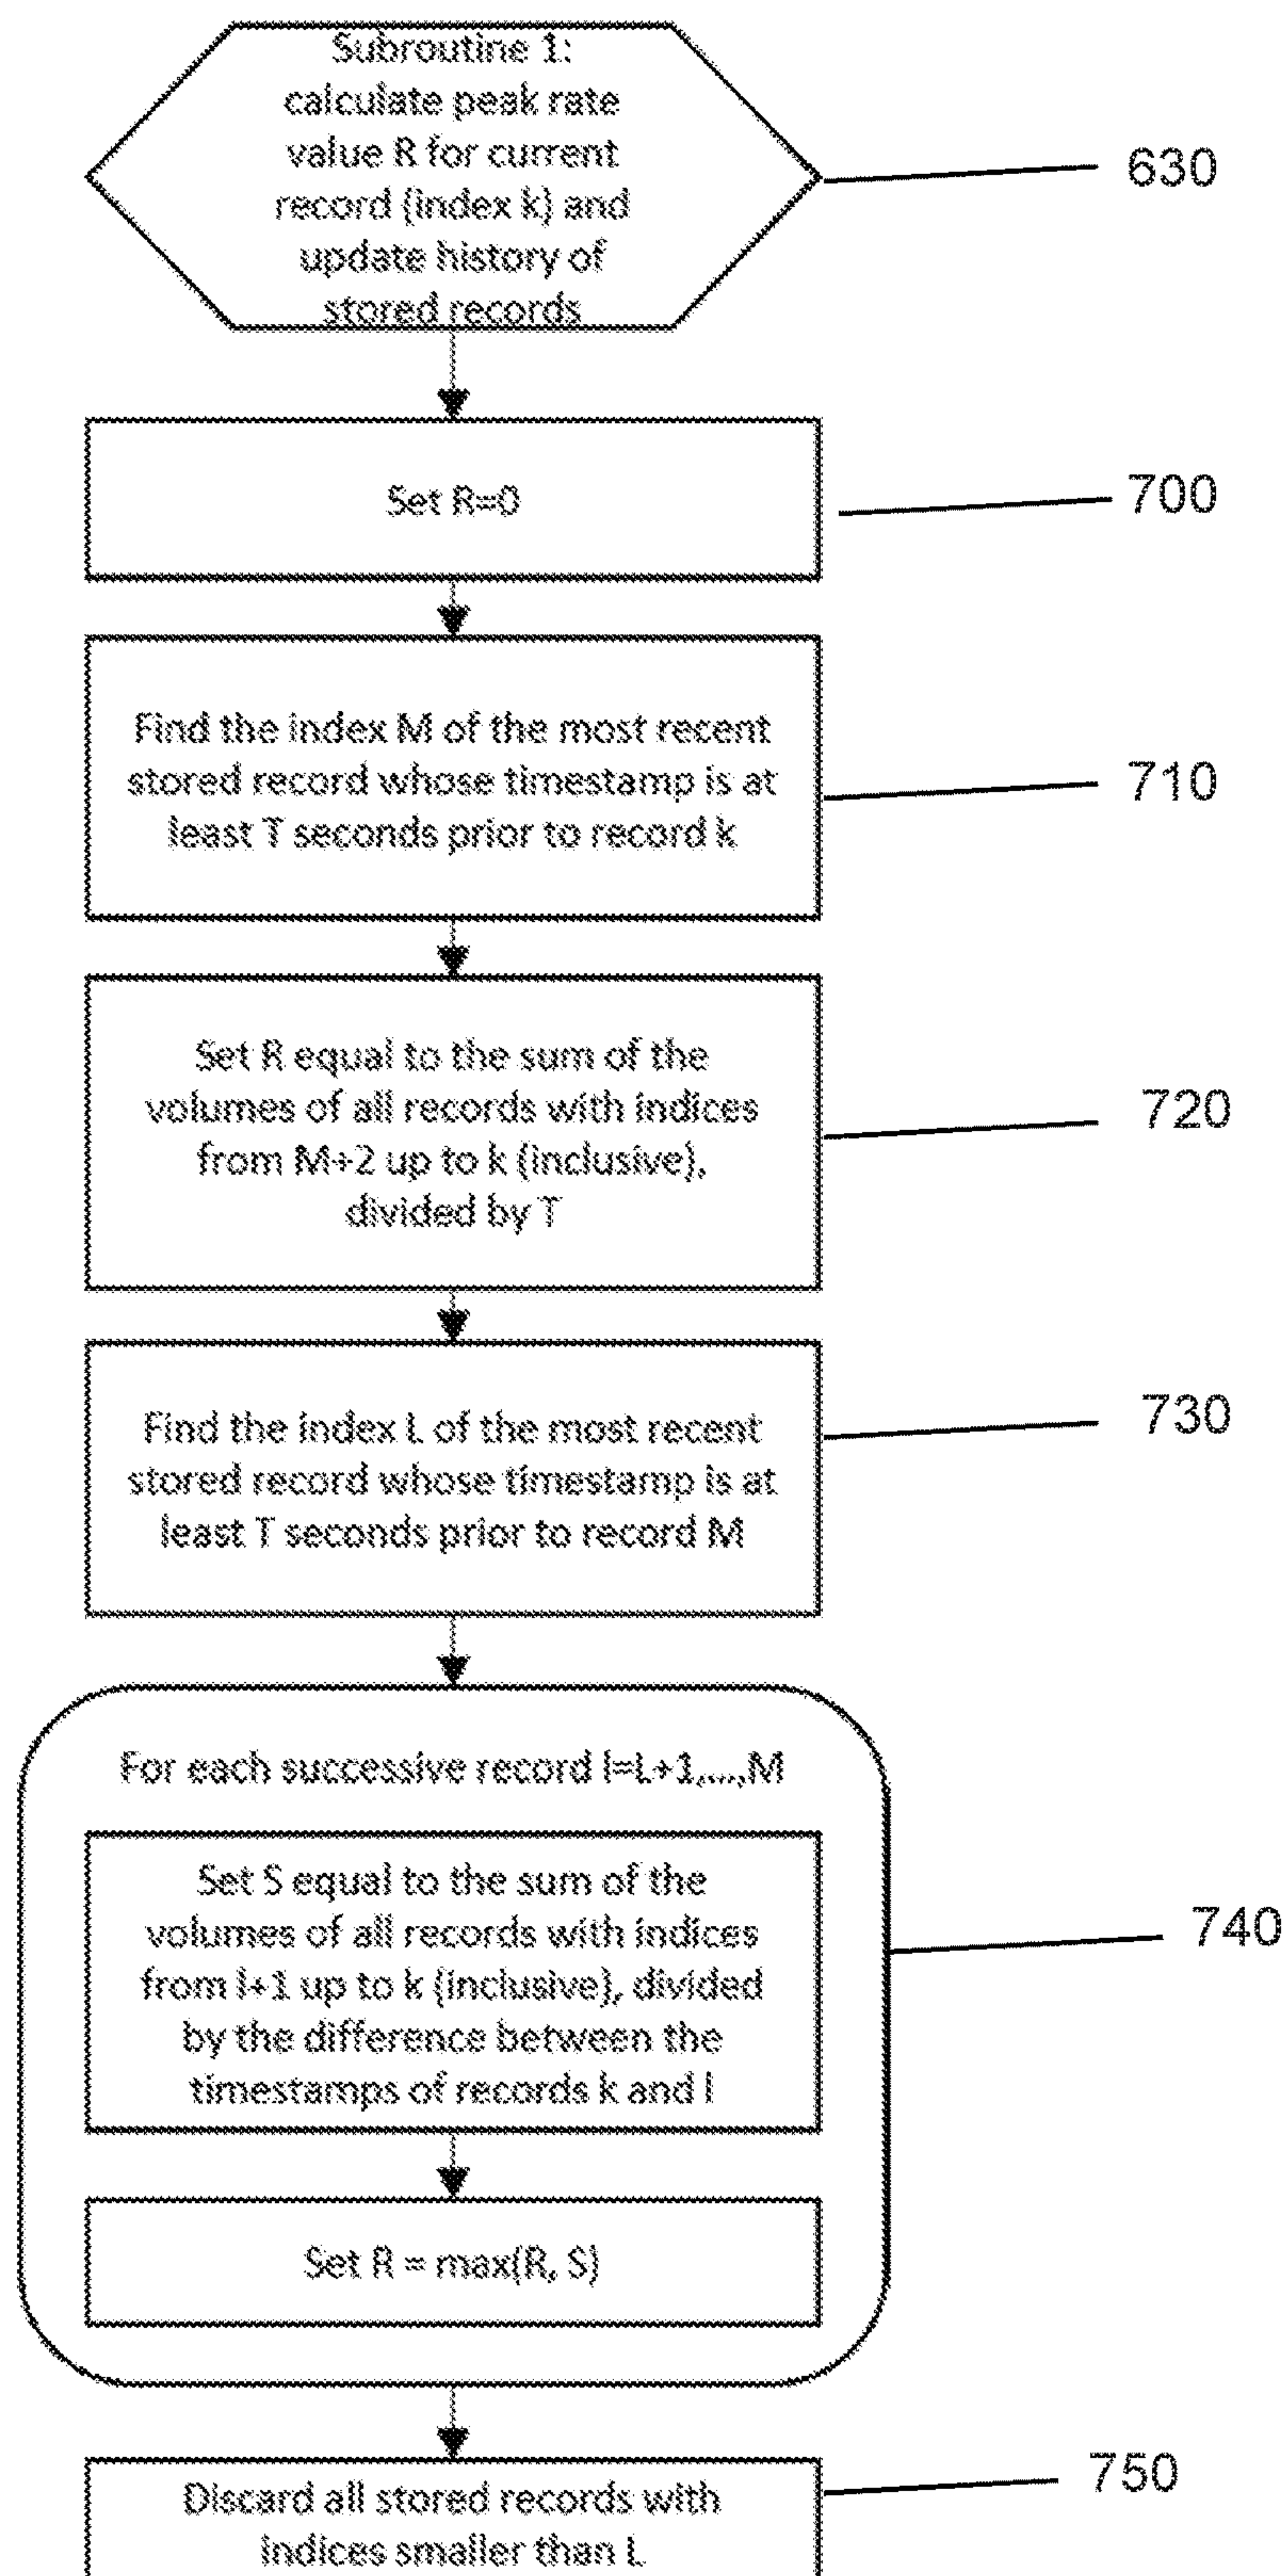 Subroutine 1:
calculate peak rate
value R for current
record (index k) and
update history of
stored records
630
Set R=0
700
Find the index M of the most recent
stored record whose timestamp is at
least T seconds prior to record k
710
Set R equal to the sum of the
volumes of all records with indices
from M+2 up to k (inclusive),
divided by T
720
Find the index L of the most recent
stored record whose timestamp is at
least T seconds prior to record M
730
For each successive record l=L+1,...,M
Set S equal to the sum of the
volumes of all records with indices
from l+1 up to k (inclusive), divided
by the difference between the
timestamps of records k and l
740
Set R = max(R, S)
Discard all stored records with
indices smaller than L
750